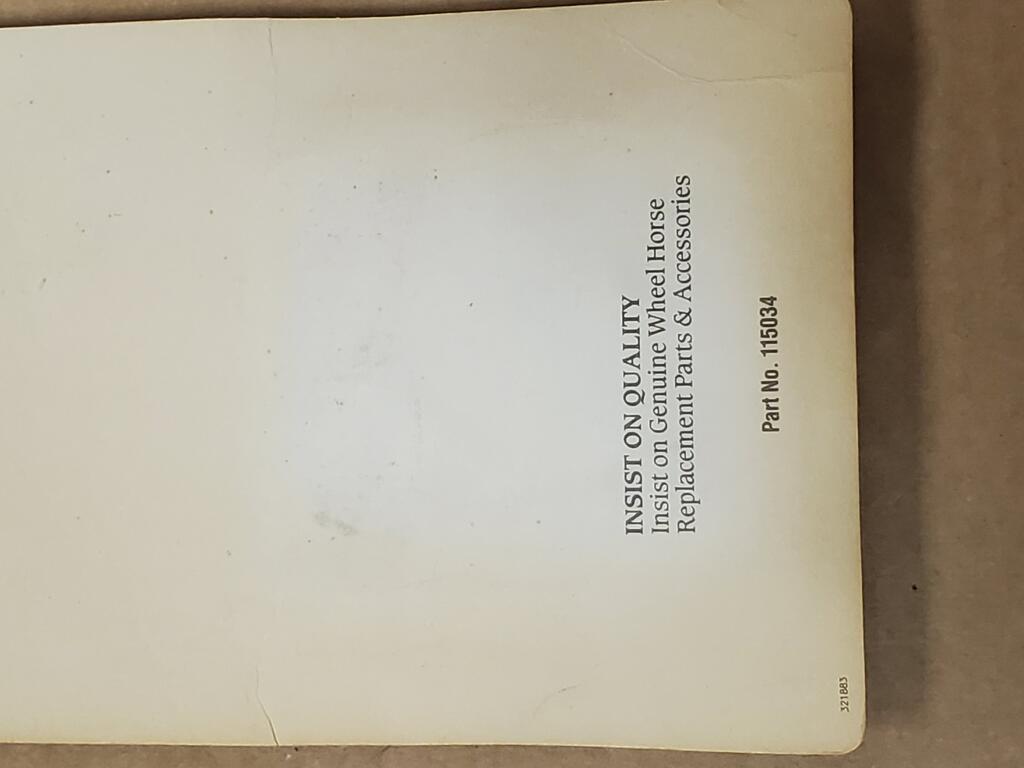 INSIST ON QUALITY
Insist on Genuine Wheel Horse
Replacement Parts & Accessories
Part No. 115034
321883